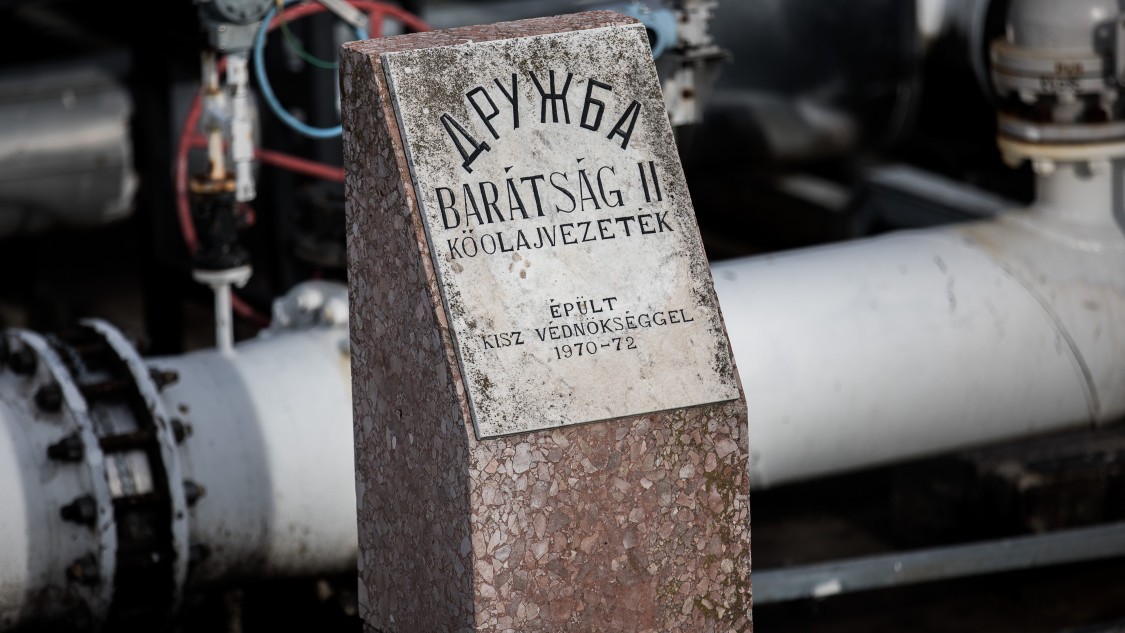 ДРУЖБА
BARÁTSÁG II
KŐOLAJVEZETÉK
ÉPÜLT
KISZ VÉDNÖKSÉGGEL
1970-72